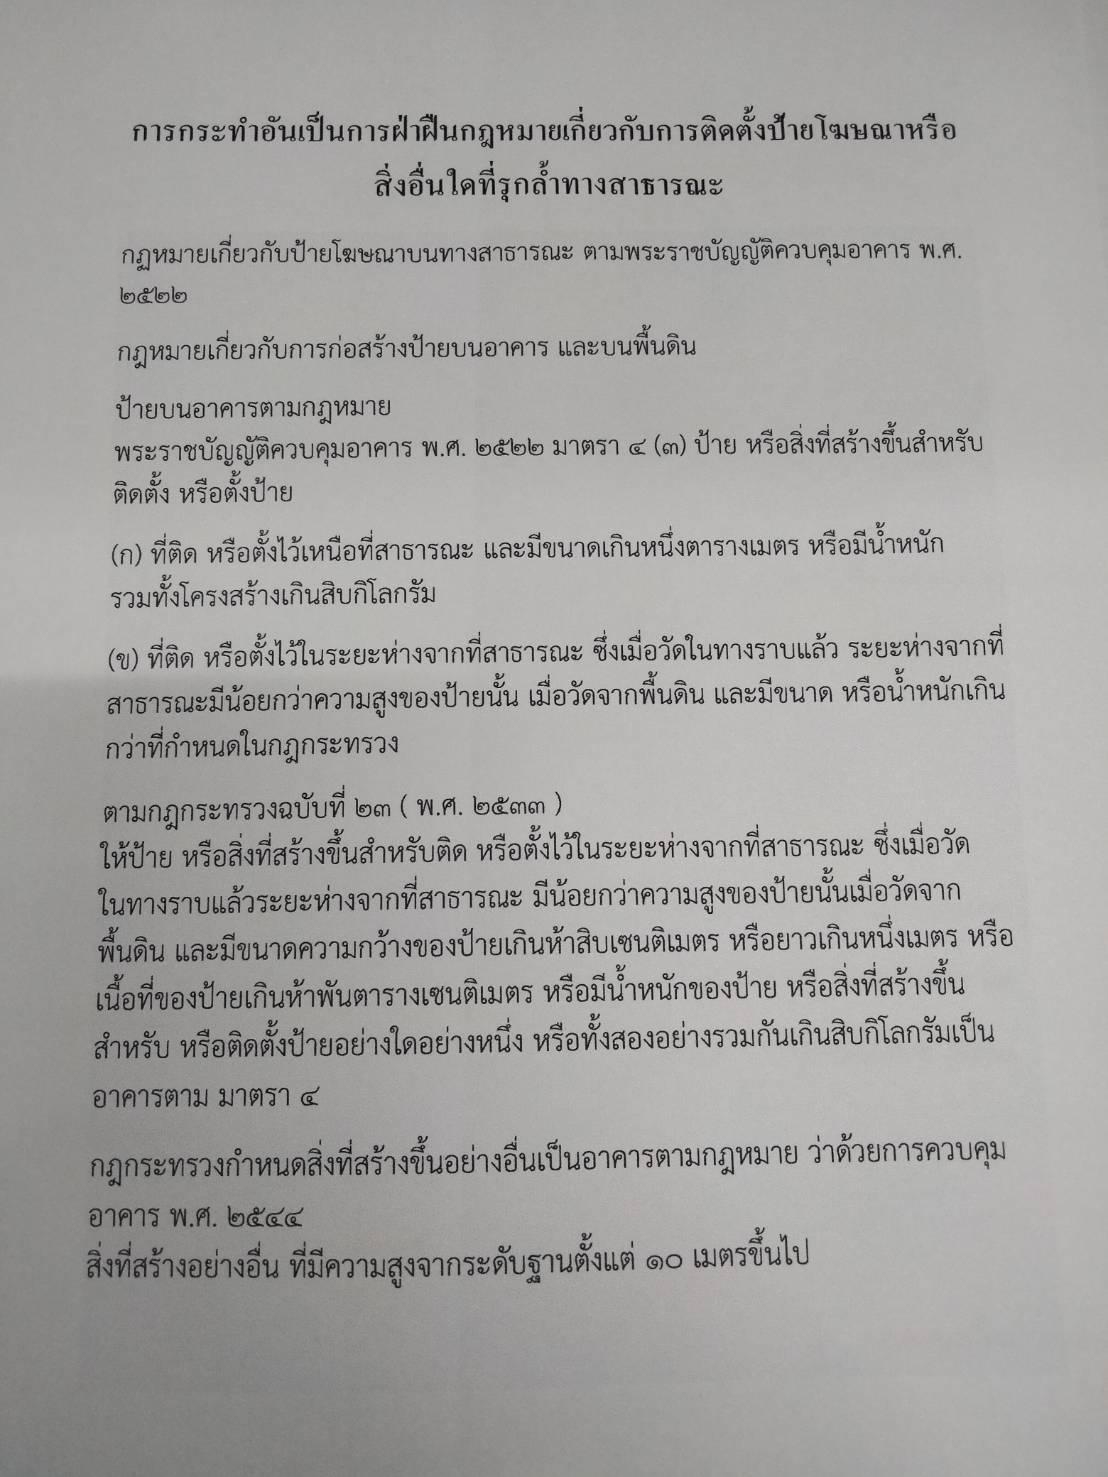 การกระทำอันเป็นการฝ่าฝืนกฎหมายเกี่ยวกับการติดตั้งป้ายโฆษณาหรือ
สิ่งอื่นใดที่รุกล้ำทางสาธารณะ
กฎหมายเกี่ยวกับป้ายโฆษณาบนทางสาธารณะ ตามพระราชบัญญัติควบคุมอาคาร พ.ศ.
๒๕๒๒
กฎหมายเกี่ยวกับการก่อสร้างป้ายบนอาคาร และบนพื้นดิน
ป้ายบนอาคารตามกฎหมาย
พระราชบัญญัติควบคุมอาคาร พ.ศ. ๒๕๒๒ มาตรา ๔ (๓) ป้าย หรือสิ่งที่สร้างขึ้นสำหรับ
ติดตั้ง หรือตั้งป้าย
(ก) ที่ติด หรือตั้งไว้เหนือที่สาธารณะ และมีขนาดเกินหนึ่งตารางเมตร หรือมีน้ำหนัก
รวมทั้งโครงสร้างเกินสิบกิโลกรัม
(ข) ที่ติด หรือตั้งไว้ในระยะห่างจากที่สาธารณะ ซึ่งเมื่อวัดในทางราบแล้ว ระยะห่างจากที่
สาธารณะมีน้อยกว่าความสูงของป้ายนั้น เมื่อวัดจากพื้นดิน และมีขนาด หรือน้ำหนักเกิน
กว่าที่กำหนดในกฎกระทรวง
ตามกฎกระทรวงฉบับที่ ๒๓ ( พ.ศ. ๒๕๓๓ )
ให้ป้าย หรือสิ่งที่สร้างขึ้นสำหรับติด หรือตั้งไว้ในระยะห่างจากที่สาธารณะ ซึ่งเมื่อวัด
ในทางราบแล้วระยะห่างจากที่สาธารณะ มีน้อยกว่าความสูงของป้ายนั้นเมื่อวัดจาก
พื้นดิน และมีขนาดความกว้างของป้ายเกินห้าสิบเซนติเมตร หรือยาวเกินหนึ่งเมตร หรือ
เนื้อที่ของป้ายเกินห้าพันตารางเซนติเมตร หรือมีน้ำหนักของป้าย หรือสิ่งที่สร้างขึ้น
สำหรับ หรือติดตั้งป้ายอย่างใดอย่างหนึ่ง หรือทั้งสองอย่างรวมกันเกินสิบกิโลกรัมเป็น
อาคารตาม มาตรา ๔
กฎกระทรวงกำหนดสิ่งที่สร้างขึ้นอย่างอื่นเป็นอาคารตามกฎหมาย ว่าด้วยการควบคุม
อาคาร พ.ศ. ๒๕๔๔
สิ่งที่สร้างอย่างอื่น ที่มีความสูงจากระดับฐานตั้งแต่ ๑๐ เมตรขึ้นไป